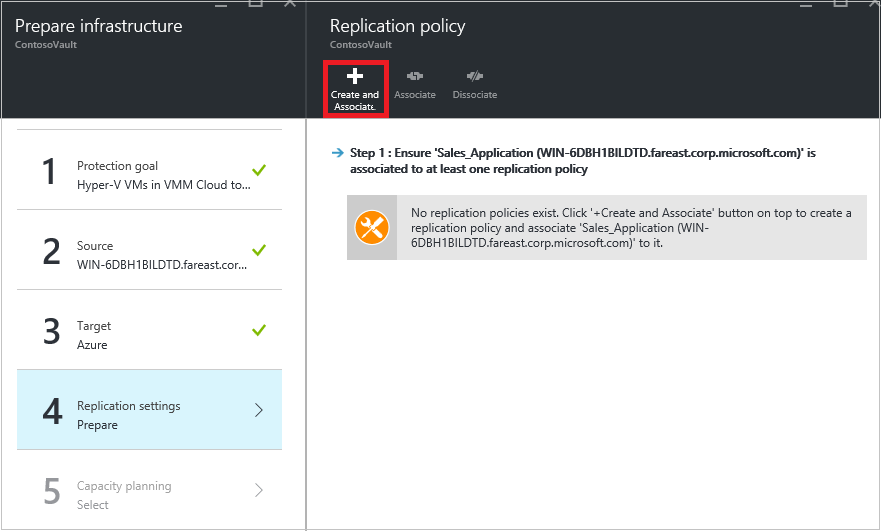 Prepare infrastructure
ContosoVault
1
Protection goal
Hyper-V VMs in VMM Cloud to...
2
Source
WIN-6DBH1BILDTD.fareast.cor...
3
Target
Azure
4
Replication settings
Prepare
5
Capacity planning
Select
Replication policy
ContosoVault
Create and
Associate
Associate
Dissociate
Step 1 : Ensure 'Sales_Application (WIN-6DBH1BILDTD.fareast.corp.microsoft.com)' is
associated to at least one replication policy
No replication policies exist. Click '+Create and Associate' button on top to create a
replication policy and associate 'Sales_Application (WIN-
6DBH1BILDTD.fareast.corp.microsoft.com)' to it.